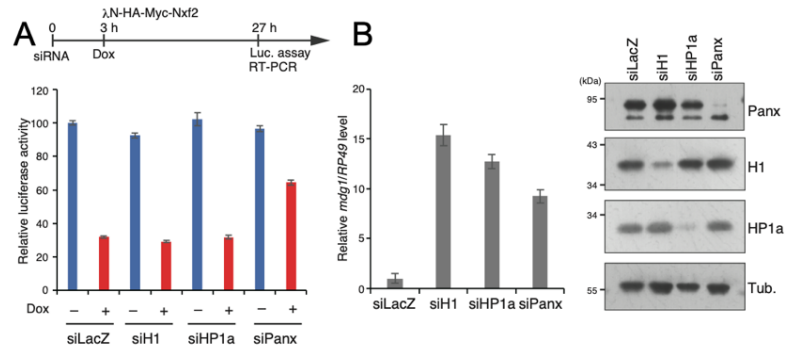 A
λN-HA-Myc-Nxf2
0
3 h
27 h
siRNA
Dox
Luc. assay
RT-PCR
Relative luciferase activity
120
100
80
60
40
20
0
Dox
− + − + − + − +
siLacZ siH1 siHP1a siPanx
B
Relative mdg1/RP49 level
20
15
10
5
0
siLacZ siH1 siHP1a siPanx
siLacZ siH1 siHP1a siPanx
(kDa)
95
Panx
43
H1
34
34
HP1a
55
Tub.